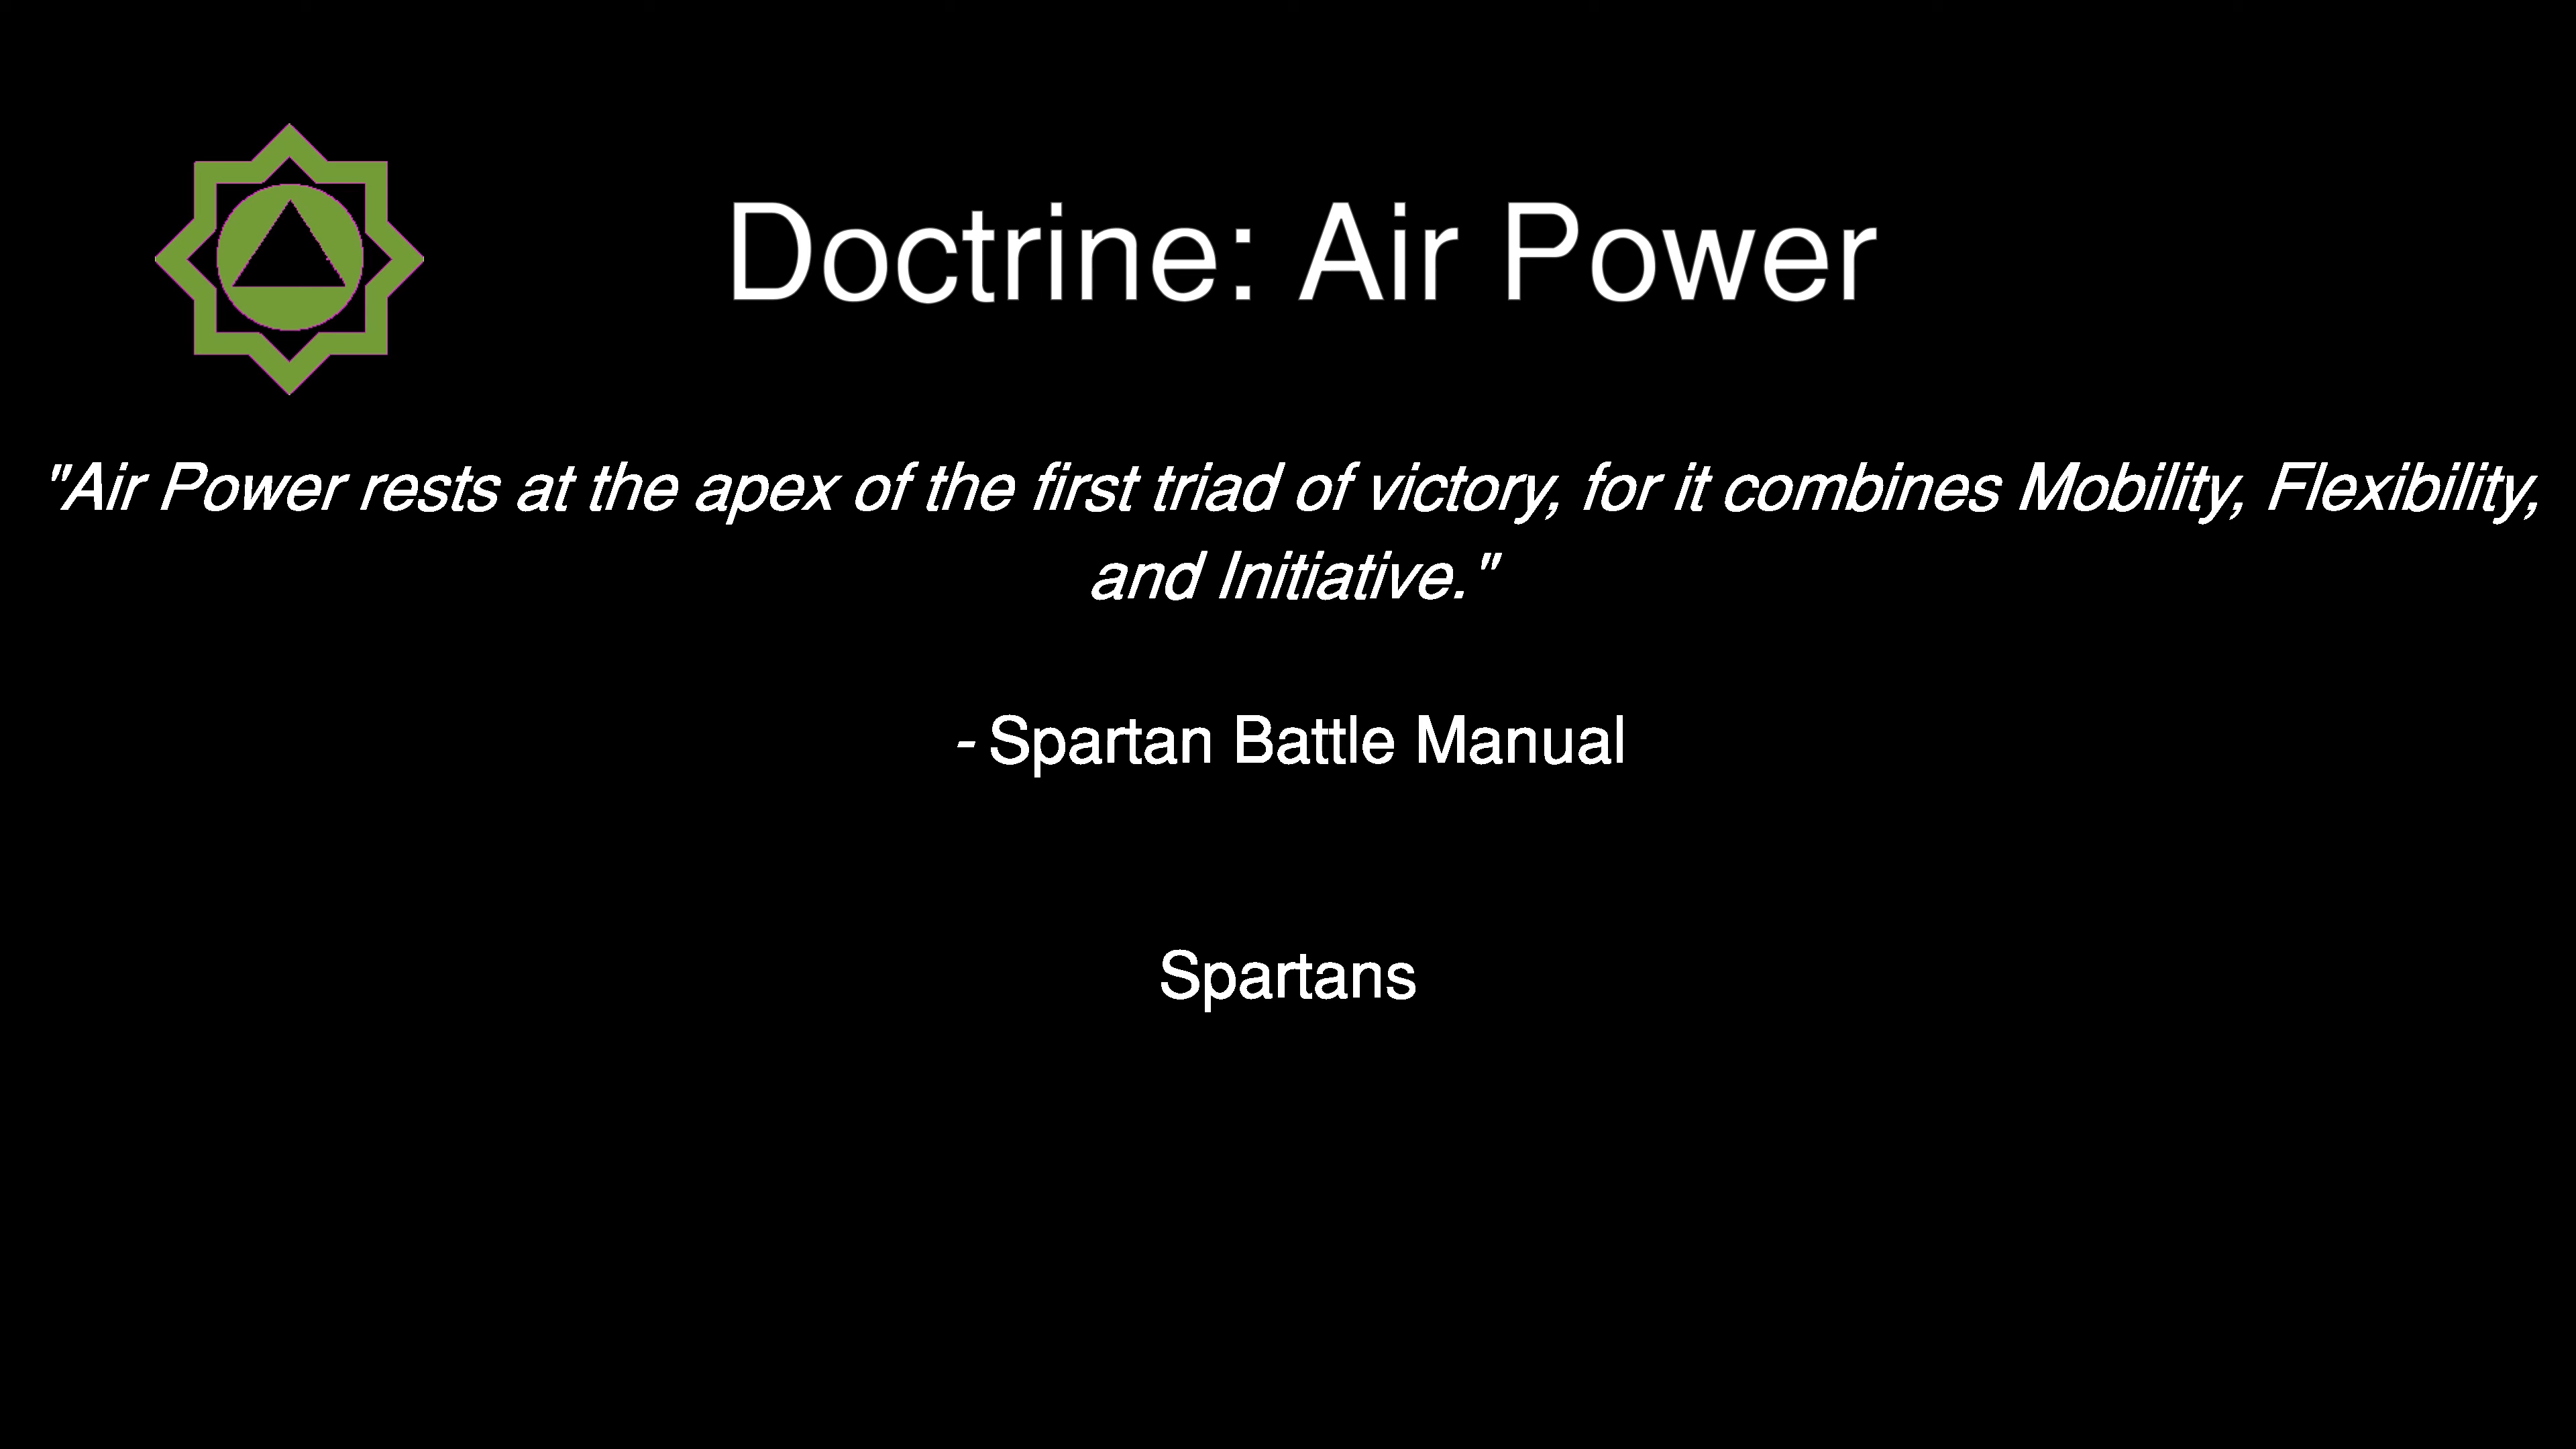 Doctrine: Air Power
"Air Power rests at the apex of the first triad of victory, for it combines Mobility, Flexibility,
and Initiative."
- Spartan Battle Manual
Spartans